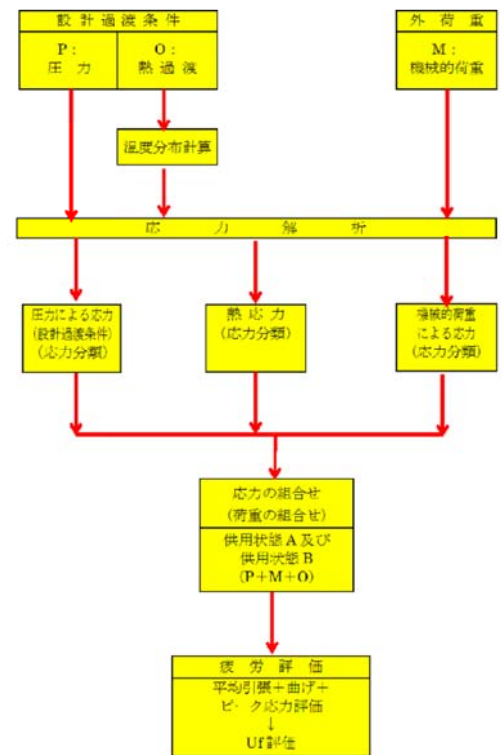 設計過渡条件
外荷重
P:
圧力
O:
熱過渡
M:
機械的荷重
温度分布計算
応力解析
圧力による応力
(設計過渡条件)
(応力分類)
熱応力
(応力分類)
機械的荷重
による応力
(応力分類)
応力の組合せ
(荷重の組合せ)
供用状態A及び
供用状態B
(P+M+O)
疲労評価
平均引張+曲げ+
ピーク応力評価
↓
Uf評価